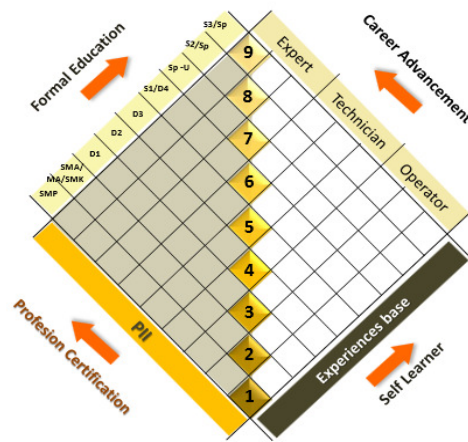 Formal Education
S3/Sp
S2/Sp
Sp -U
S1/D4
D3
D2
D1
SMA/
MA/SMK
SMP
Career Advancement
Expert
Technician
Operator
9
8
7
6
5
4
3
2
1
PII
Profesion Certification
Experiences base
Self Learner